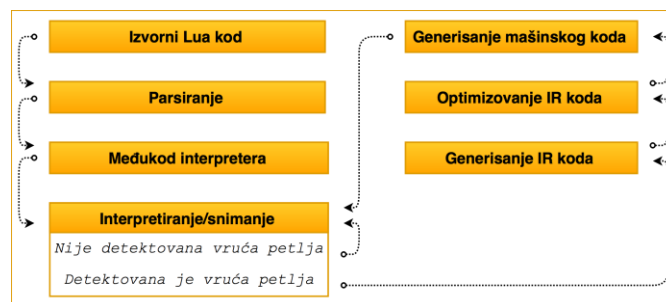 Izvorni Lua kod
Parsiranje
Međukod interpretera
Interpretiranje/snimanje
Nije detektovana vruća petlja
Detektovana je vruća petlja
Generisanje mašinskog koda
Optimizovanje IR koda
Generisanje IR koda